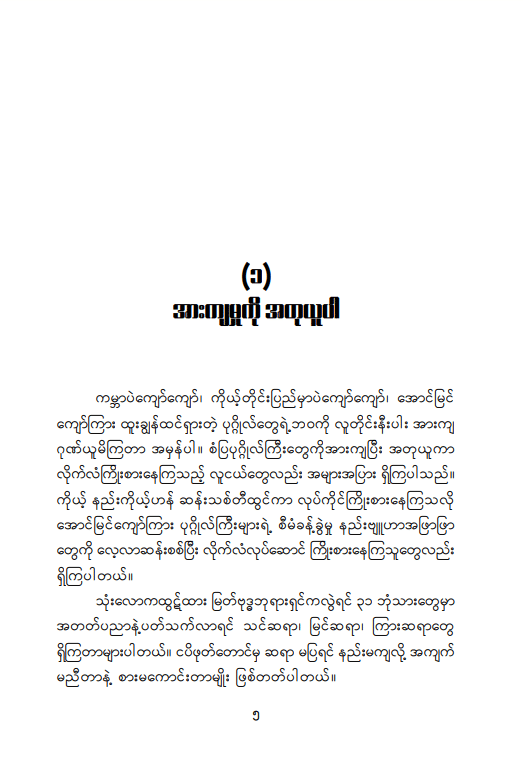 (၁)
အားကျမှုကို အတုယူပါ
ကမ္ဘာပဲကျော်ကျော်၊ ကိုယ့်တိုင်းပြည်မှာပဲကျော်ကျော်၊ အောင်မြင်
ကျော်ကြား ထူးချွန်ထင်ရှားတဲ့ ပုဂ္ဂိုလ်တွေရဲ့ဘဝကို လူတိုင်းနီးပါး အားကျ
ဂုဏ်ယူမိကြတာ အမှန်ပါ။ စံပြပုဂ္ဂိုလ်ကြီးတွေကိုအားကျပြီး အတုယူကာ
လိုက်လံကြိုးစားနေကြသည့် လူငယ်တွေလည်း အများအပြား ရှိကြပါသည်။
ကိုယ့် နည်းကိုယ့်ဟန် ဆန်းသစ်တီထွင်ကာ လုပ်ကိုင်ကြိုးစားနေကြသလို
အောင်မြင်ကျော်ကြား ပုဂ္ဂိုလ်ကြီးများရဲ့ စီမံခန့်ခွဲမှု နည်းဗျူဟာအဖြာဖြာ
တွေကို လေ့လာဆန်းစစ်ပြီး လိုက်လံလုပ်ဆောင် ကြိုးစားနေကြသူတွေလည်း
ရှိကြပါတယ်။
သုံးလောကထွဋ်ထား မြတ်ဗုဒ္ဓဘုရားရှင်ကလွဲရင် ၃၁ ဘုံသားတွေမှာ
အတတ်ပညာနဲ့ပတ်သက်လာရင် သင်ဆရာ၊ မြင်ဆရာ၊ ကြားဆရာတွေ
ရှိကြတာများပါတယ်။ ငပိဖုတ်တောင်မှ ဆရာ မပြရင် နည်းမကျလို့ အကျက်
မညီတာနဲ့ စားမကောင်းတာမျိုး ဖြစ်တတ်ပါတယ်။
၅